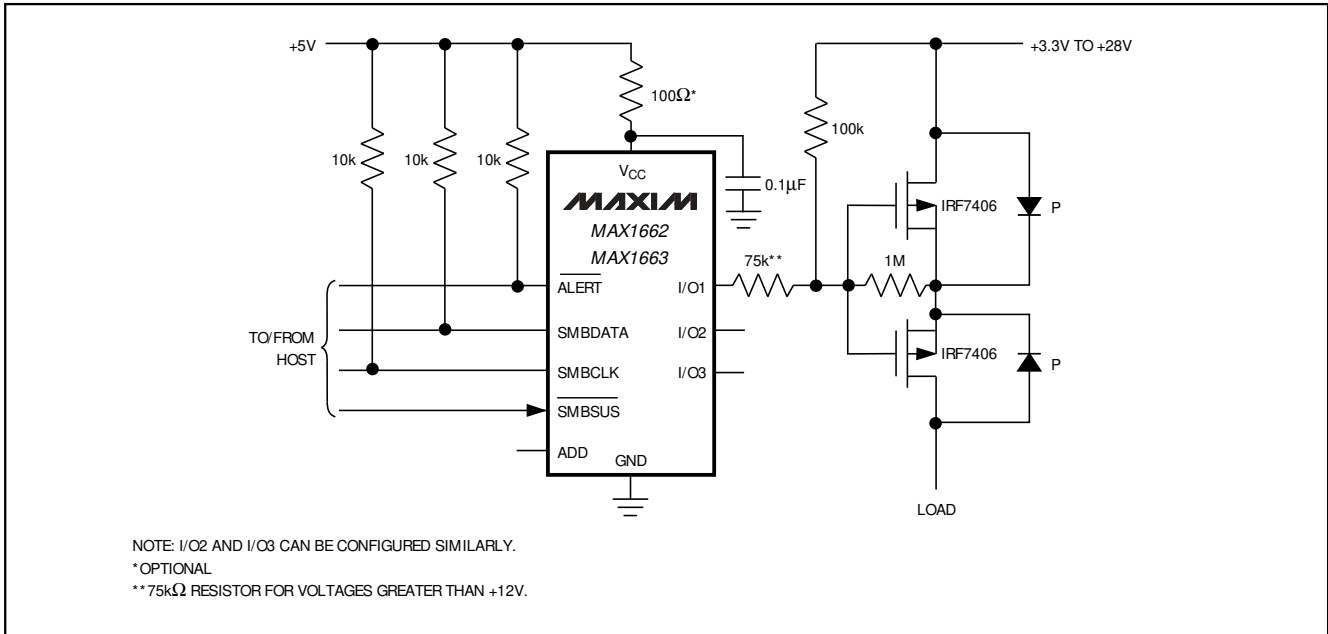 +5V
+3.3V TO +28V
100Ω*
100k
10k
10k
10k
VCC
0.1µF
MAXIM
MAX1662
MAX1663
IRF7406
P
75k**
1M
ALERT
I/O1
SMBDATA
I/O2
TO/FROM
HOST
IRF7406
P
SMBCLK
I/O3
SMBSUS
ADD
GND
LOAD
NOTE: I/O2 AND I/O3 CAN BE CONFIGURED SIMILARLY.
*OPTIONAL
**75kΩ RESISTOR FOR VOLTAGES GREATER THAN +12V.